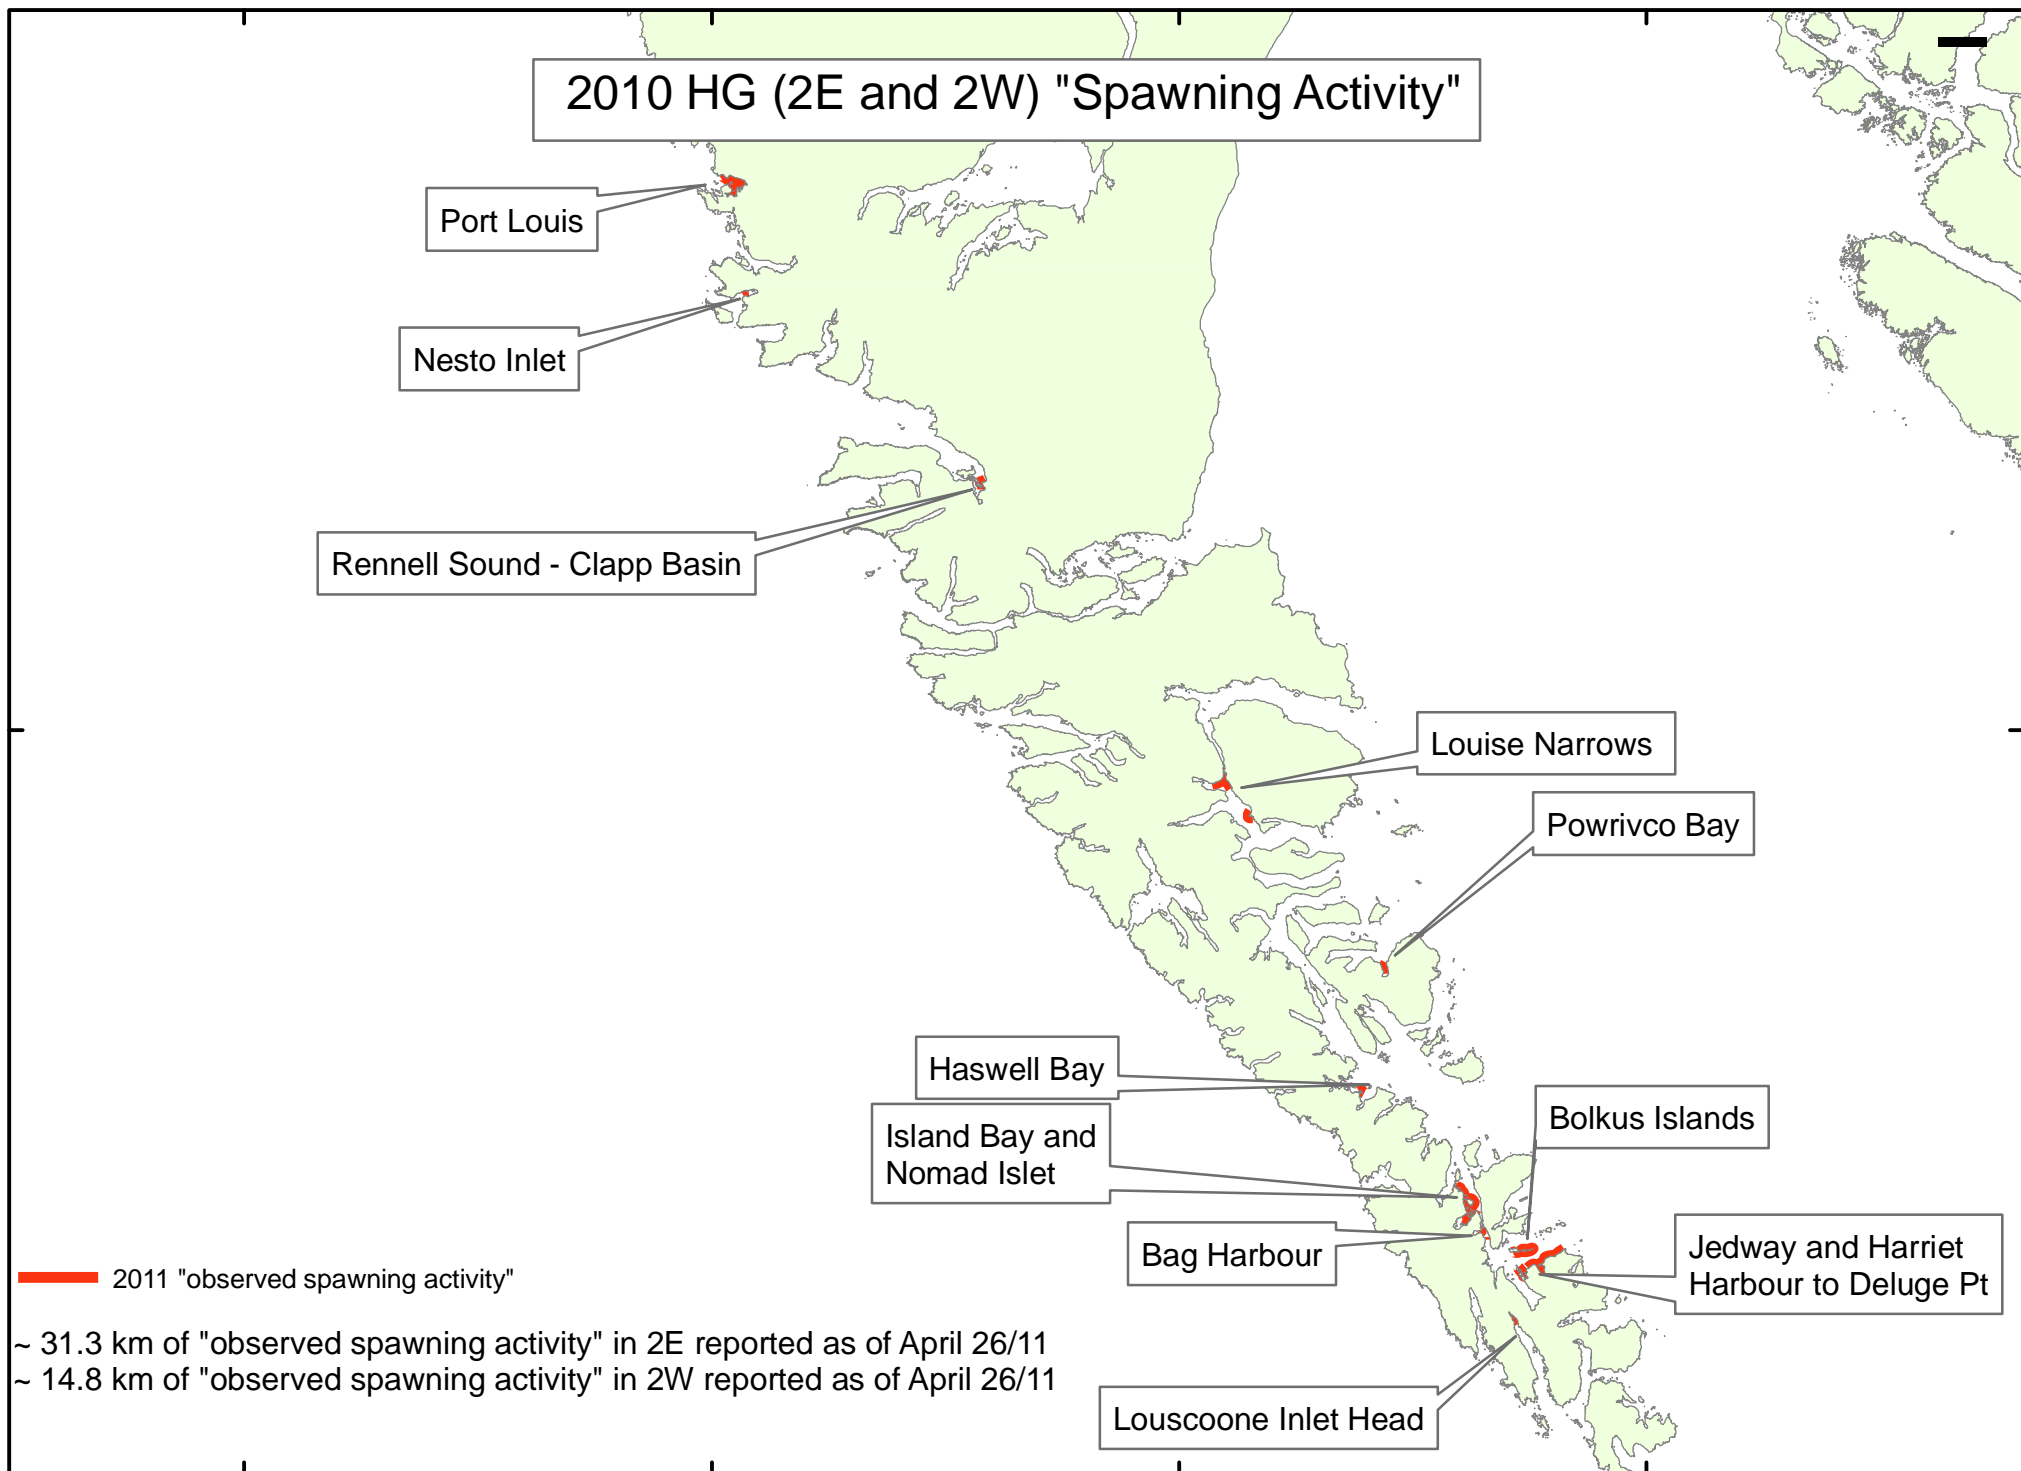 2010 HG (2E and 2W) "Spawning Activity"
Port Louis
Nesto Inlet
Rennell Sound - Clapp Basin
Louise Narrows
Powrivco Bay
Haswell Bay
Island Bay and
Nomad Islet
Bolkus Islands
Bag Harbour
Jedway and Harriet
Harbour to Deluge Pt
2011 "observed spawning activity"
~ 31.3 km of "observed spawning activity" in 2E reported as of April 26/11
~ 14.8 km of "observed spawning activity" in 2W reported as of April 26/11
Louscoone Inlet Head